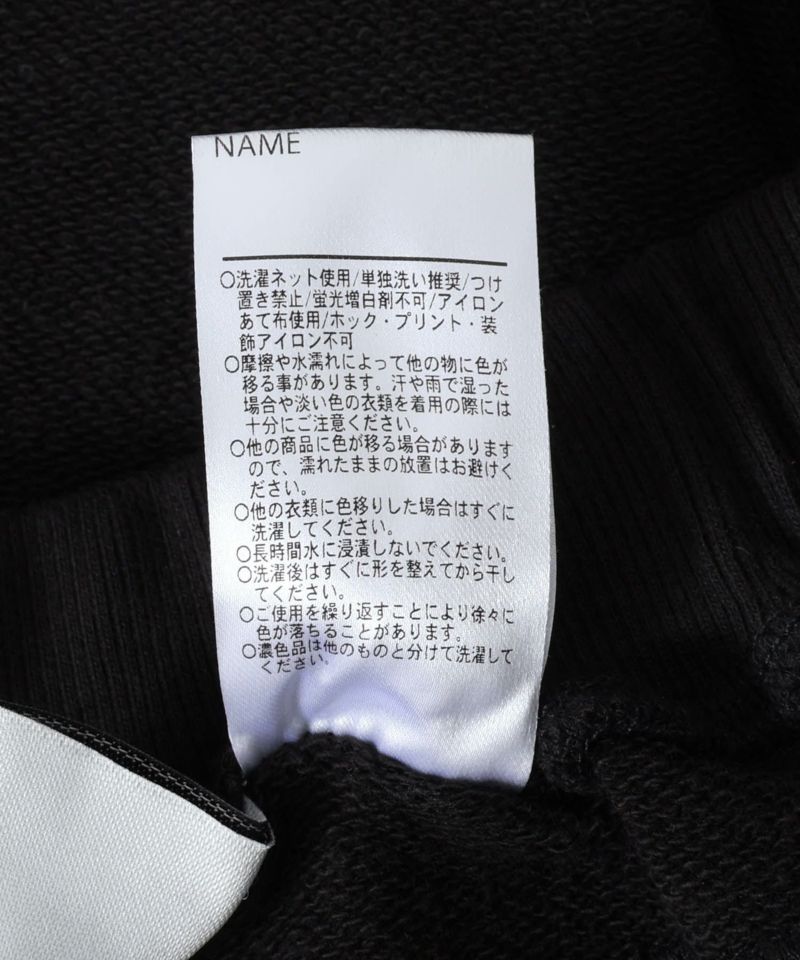 NAME
○洗濯ネット使用/単独洗い推奨/つけ
置き禁止/蛍光増白剤不可/アイロン
あて布使用/ホック・プリント・装
飾アイロン不可
○摩擦や水濡れによって他の物に色が
移る事があります。汗や雨で湿った
場合や淡い色の衣類を着用の際には
十分にご注意ください。
○他の商品に色が移る場合があります
ので、濡れたままの放置はお避けく
ださい。
○他の衣類に色移りした場合はすぐに
洗濯してください。
○長時間水に浸漬しないでください。
○洗濯後はすぐに形を整えてから干し
てください。
○ご使用を繰り返すことにより徐々に
色が落ちることがあります。
○濃色品は他のものと分けて洗濯して
ください。